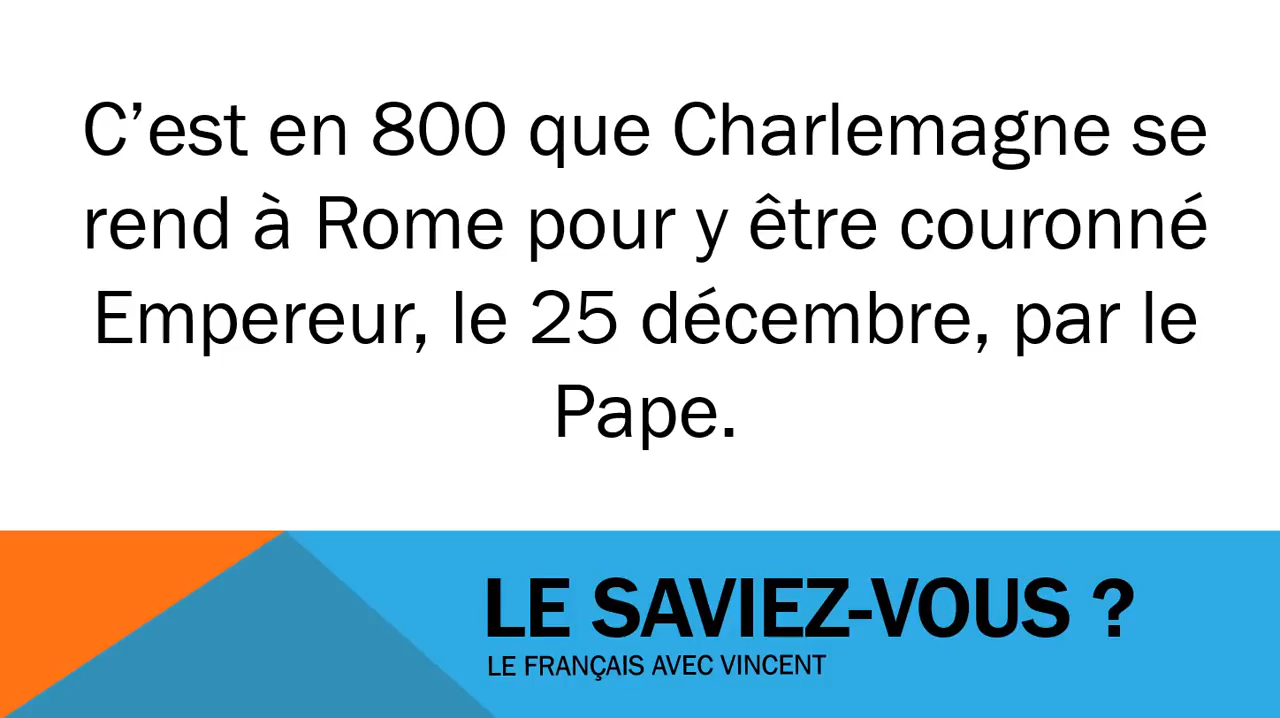 C’est en 800 que Charlemagne se
rend à Rome pour y être couronné
Empereur, le 25 décembre, par le
Pape.
LE SAVIEZ-VOUS ?
LE FRANÇAIS AVEC VINCENT